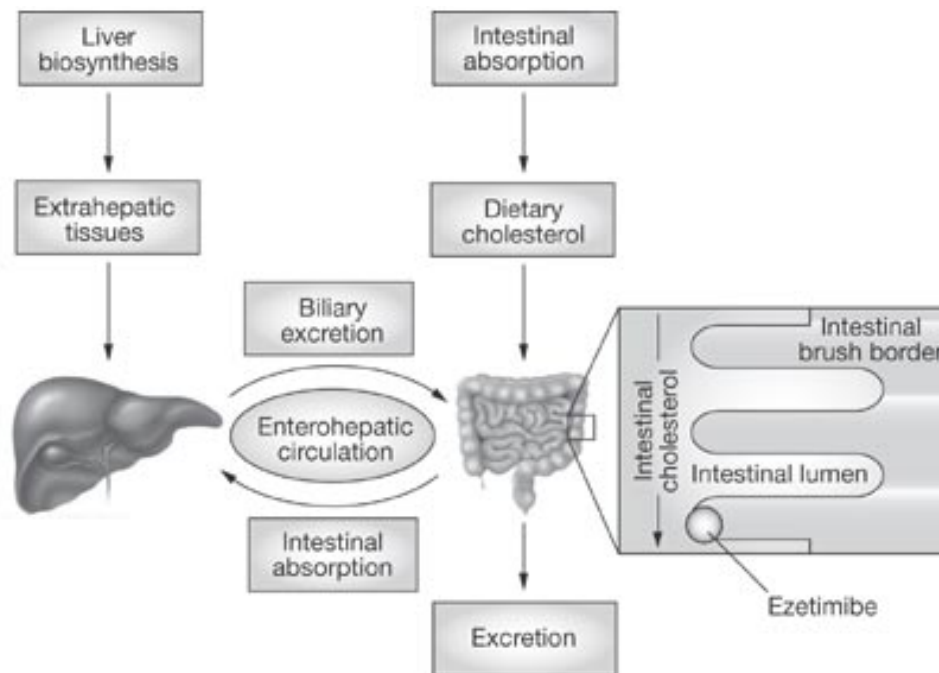 Liver
biosynthesis
Intestinal
absorption
Extrahepatic
tissues
Dietary
cholesterol
Biliary
excretion
Enterohepatic
circulation
Intestinal
absorption
Excretion
Intestinal
cholesterol
Intestinal
brush border
Intestinal lumen
Ezetimibe